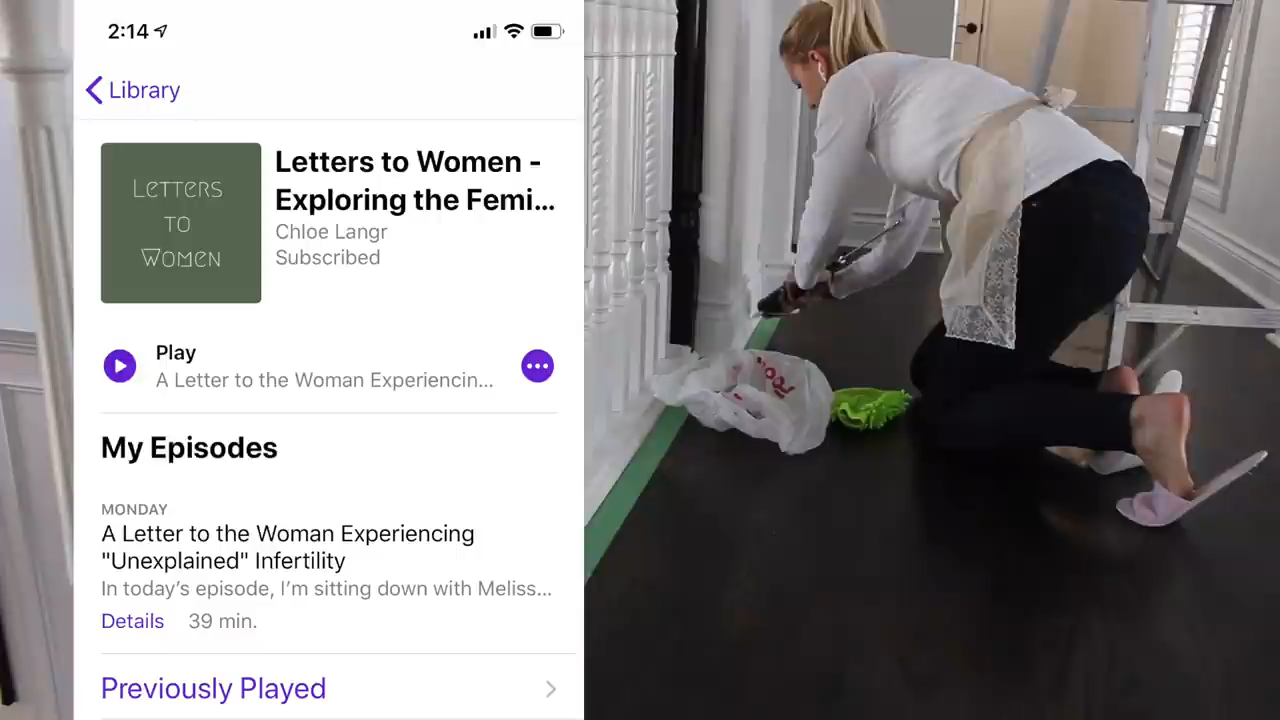 2:14
Library
LETTERS
TO
WOMEN
Letters to Women -
Exploring the Femi...
Chloe Langr
Subscribed
Play
A Letter to the Woman Experiencin...
My Episodes
MONDAY
A Letter to the Woman Experiencing
"Unexplained" Infertility
In today’s episode, I’m sitting down with Meliss...
Details 39 min.
Previously Played